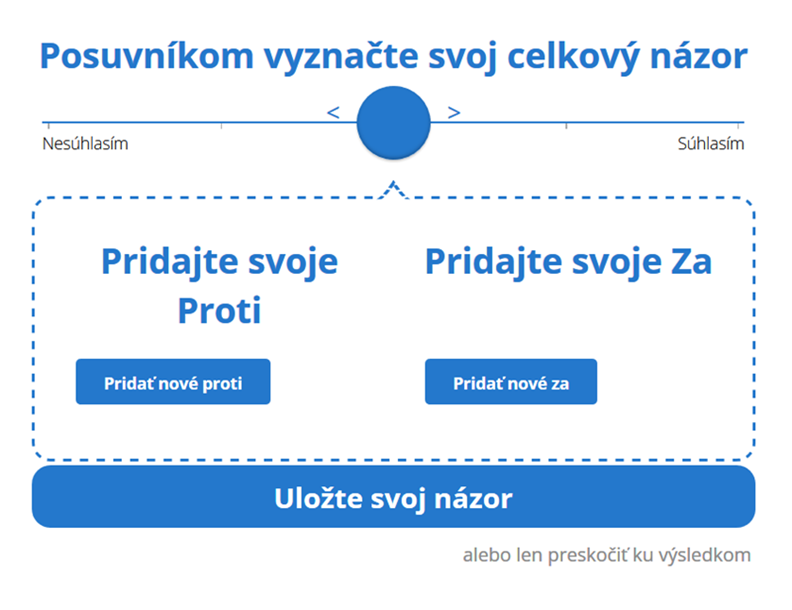 Posuvníkom vyznačte svoj celkový názor
< >
Nesúhlasím
Súhlasím
Pridajte svoje
Proti
Pridajte svoje Za
Pridať nové proti
Pridať nové za
Uložte svoj názor
alebo len preskočiť ku výsledkom